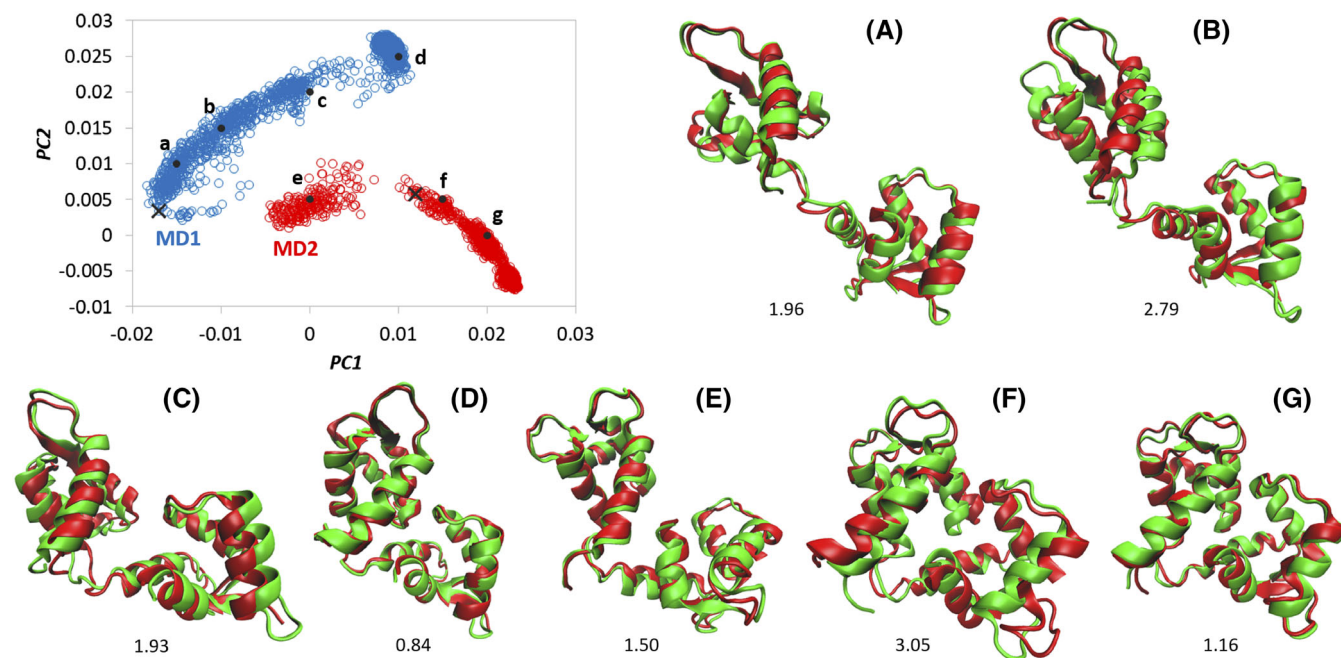 PC2
0.03
0.025
0.02
0.015
0.01
0.005
0
-0.005
-0.01
-0.02
-0.01
0
0.01
0.02
0.03
PC1
a
b
c
d
e
f
g
MD1
MD2
(A)
1.96
(B)
2.79
(C)
1.93
(D)
0.84
(E)
1.50
(F)
3.05
(G)
1.16